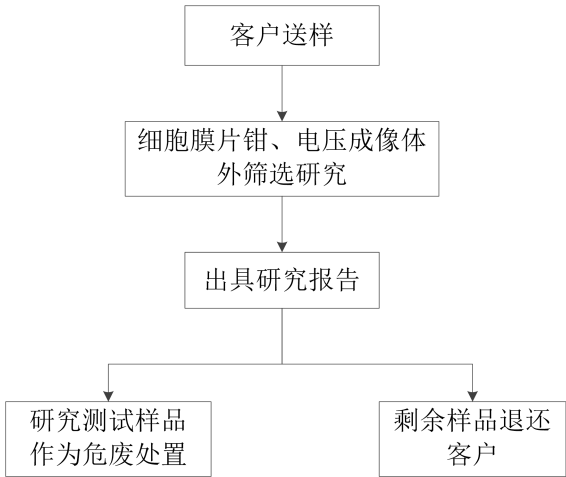 客户送样
细胞膜片钳、电压成像体
外筛选研究
出具研究报告
研究测试样品
作为危废处置
剩余样品退还
客户